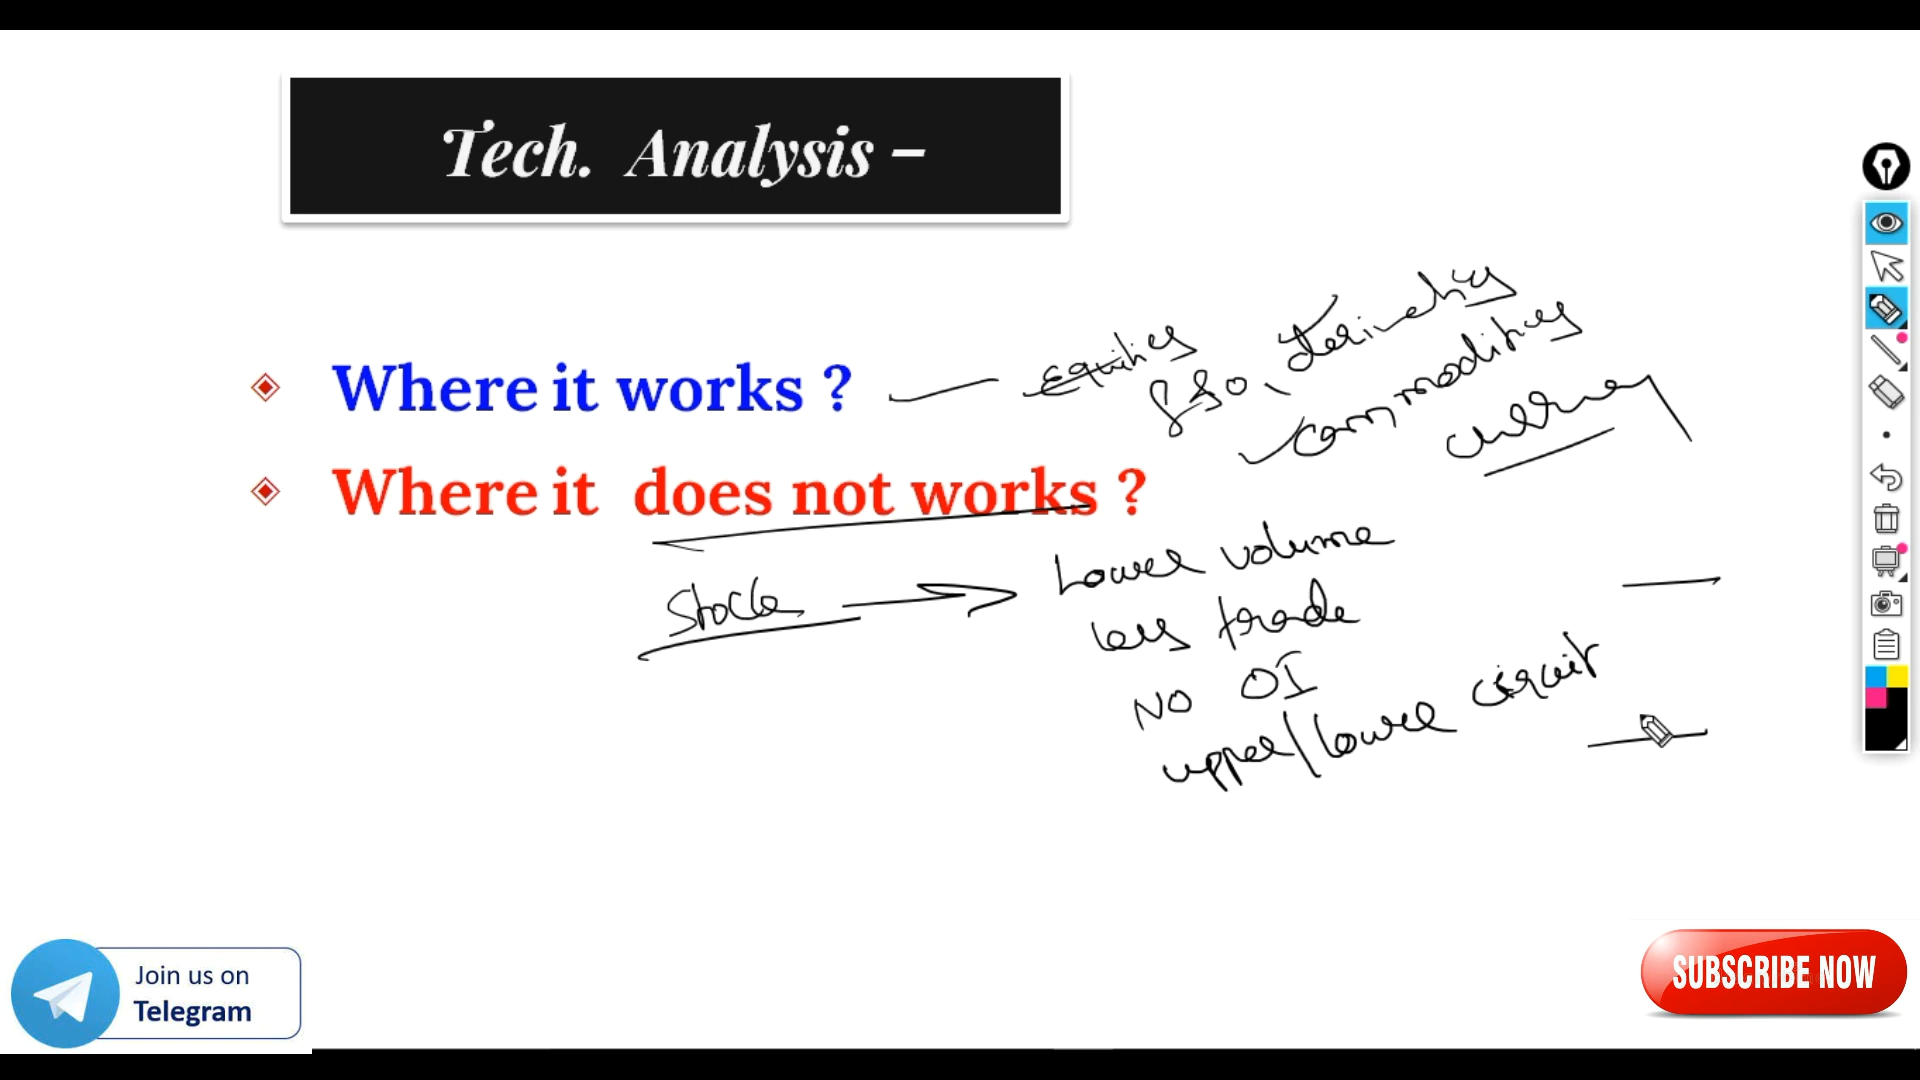 Tech. Analysis –
Where it works ?
equities
F&O, derivatives
commodities
currency
Where it does not works ?
Stock
Lower volume
less trade
NO OI
upper/lower circuit
Join us on
Telegram
SUBSCRIBE NOW